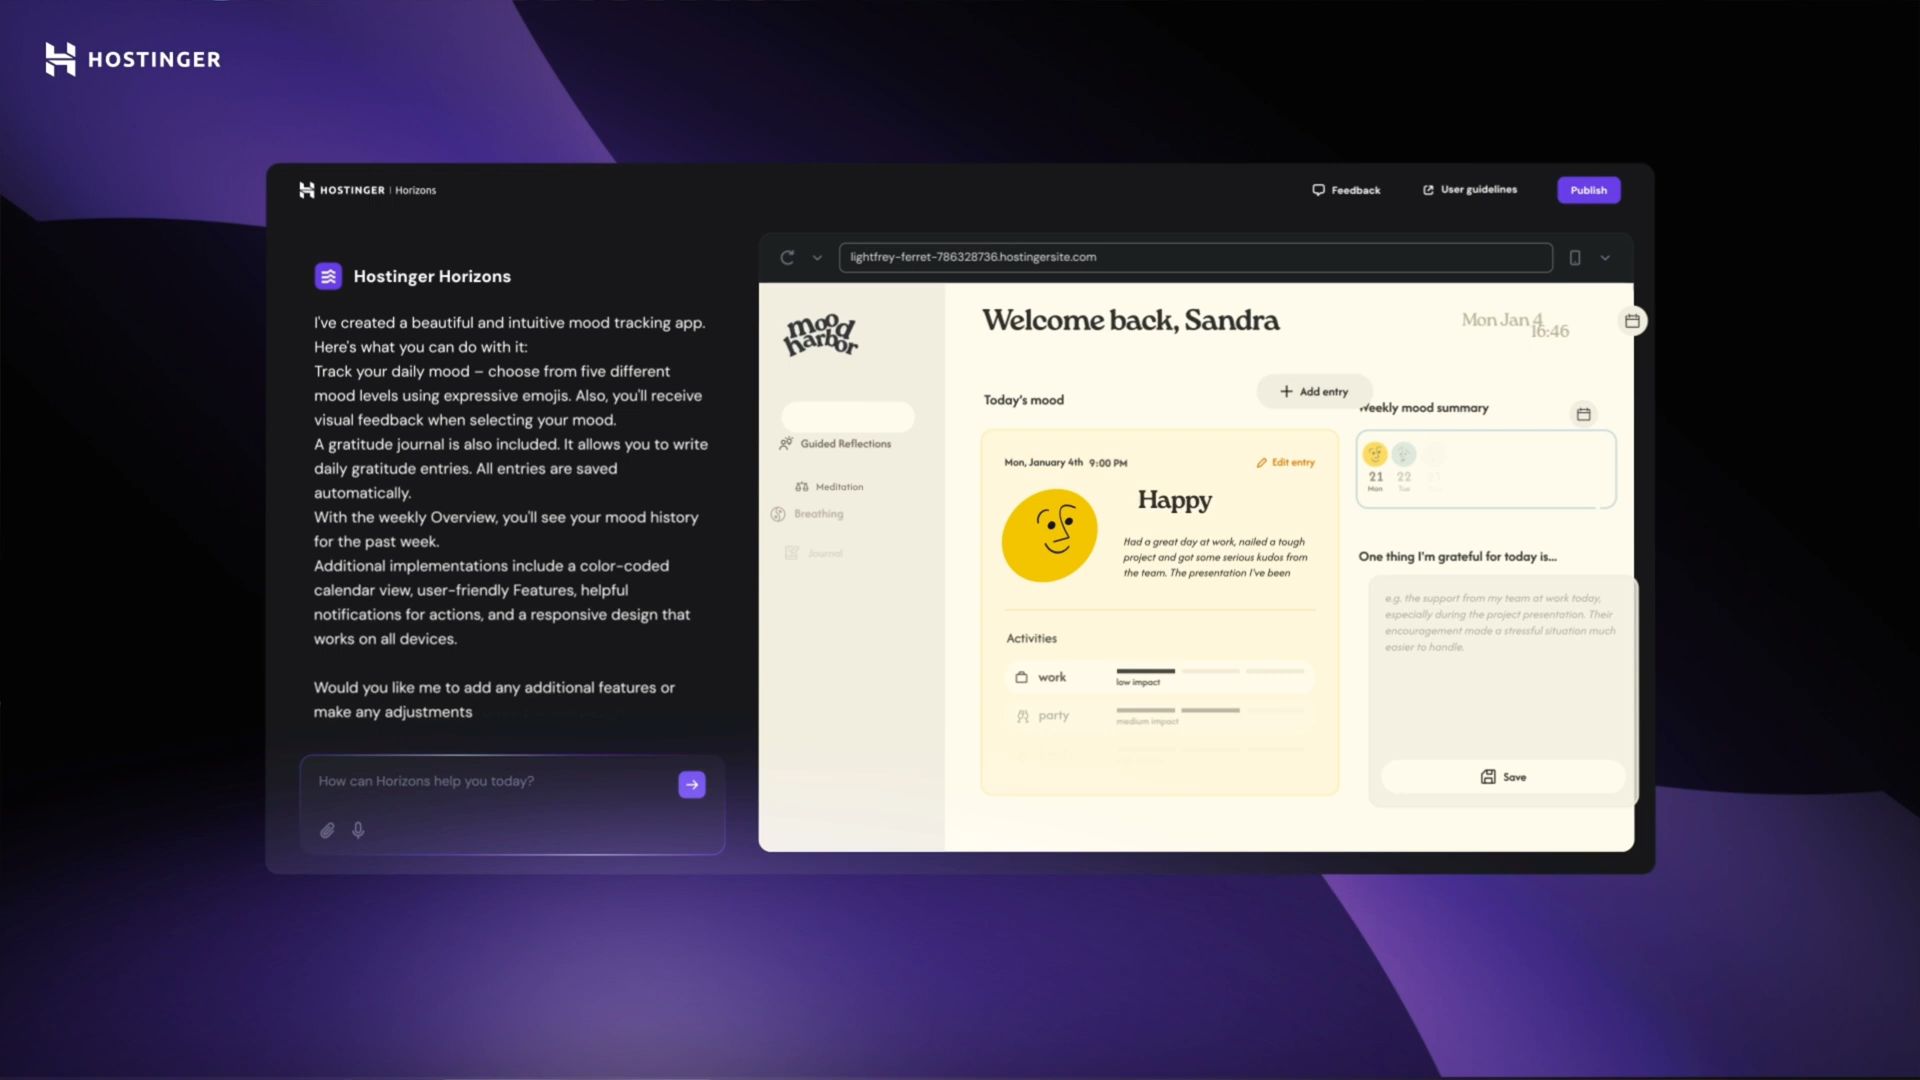 HOSTINGER
HOSTINGER | Horizons
Feedback
User guidelines
Publish
Hostinger Horizons
I've created a beautiful and intuitive mood tracking app.
Here's what you can do with it:
Track your daily mood – choose from five different
mood levels using expressive emojis. Also, you'll receive
visual feedback when selecting your mood.
A gratitude journal is also included. It allows you to write
daily gratitude entries. All entries are saved
automatically.
With the weekly Overview, you'll see your mood history
for the past week.
Additional implementations include a color-coded
calendar view, user-friendly Features, helpful
notifications for actions, and a responsive design that
works on all devices.
Would you like me to add any additional features or
make any adjustments
How can Horizons help you today?
lightfrey-ferret-786328736.hostingersite.com
mood
harbor
Guided Reflections
Meditation
Breathing
Journal
Welcome back, Sandra
Mon Jan 4
16:46
Today's mood
Add entry
Mon, January 4th 9:00 PM
Edit entry
Happy
Had a great day at work, nailed a tough
project and got some serious kudos from
the team. The presentation I've been
Activities
work
low impact
party
medium impact
Weekly mood summary
21
Mon
22
Tue
One thing I'm grateful for today is...
e.g. the support from my team at work today,
especially during the project presentation. Their
encouragement made a stressful situation much
easier to handle.
Save